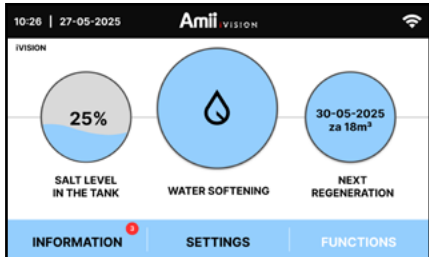 10:26 | 27-05-2025
Amii iVISION
iVISION
25%
30-05-2025
za 18m³
SALT LEVEL
IN THE TANK
WATER SOFTENING
NEXT
REGENERATION
3
INFORMATION
SETTINGS
FUNCTIONS